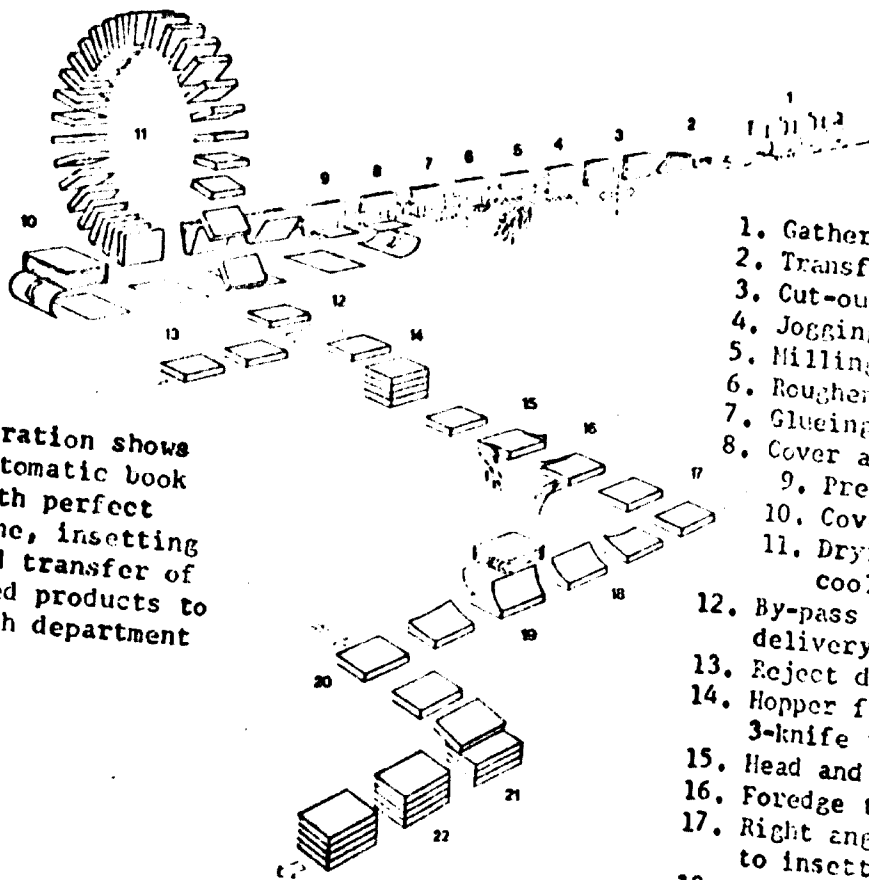 1
2
3
4
5
6
7
8
9
10
11
12
13
14
15
16
17
18
19
20
21
22
ration shows
tomatic book
th perfect
ne, insetting
d transfer of
ed products to
h department
1. Gather
2. Transf
3. Cut-ou
4. Jogging
5. Milling
6. Roughen
7. Glueing
8. Cover a
9. Pre
10. Cov
11. Dry
cool
12. By-pass
delivery
13. Reject d
14. Hopper f
3-knife
15. Head and
16. Foredge t
17. Right ang
to insett